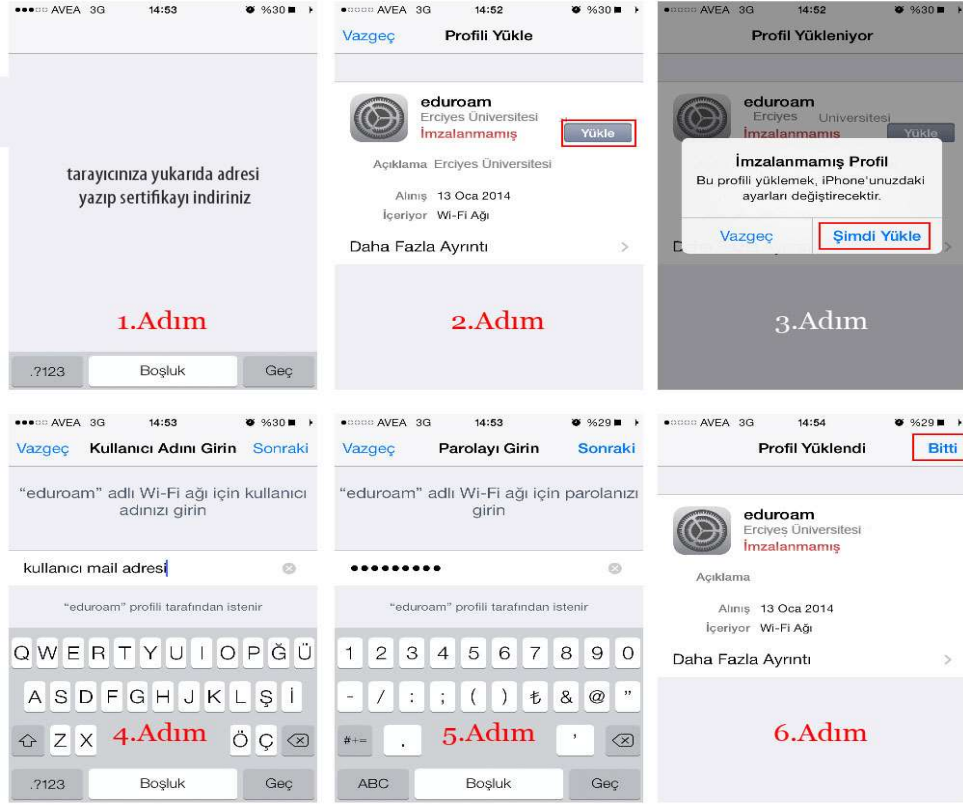 AVEA 3G 14:53 %30
tarayıcınıza yukarıda adresi
yazıp sertifikayı indiriniz
1.Adım
.?123 Boşluk Geç
AVEA 3G 14:52 %30
Vazgeç Profili Yükle
eduroam
Erciyes Üniversitesi
İmzalanmamış Yükle
Açıklama Erciyes Üniversitesi
Alınış 13 Oca 2014
İçeriyor Wi-Fi Ağı
Daha Fazla Ayrıntı
2.Adım
AVEA 3G 14:52 %30
Profil Yükleniyor
eduroam
Erciyes Universitesi
İmzalanmamış Yükle
İmzalanmamış Profil
Bu profili yüklemek, iPhone'unuzdaki
ayarları değiştirecektir.
Vazgeç Şimdi Yükle
3.Adım
AVEA 3G 14:53 %30
Vazgeç Kullanıcı Adını Girin Sonraki
“eduroam” adlı Wi-Fi ağı için kullanıcı
adınızı girin
kullanıcı mail adresi
“eduroam” profili tarafından istenir
Q W E R T Y U I O P Ğ Ü
A S D F G H J K L Ş İ
Z X 4.Adım Ö Ç
.?123 Boşluk Geç
AVEA 3G 14:53 %29
Vazgeç Parolayı Girin Sonraki
“eduroam” adlı Wi-Fi ağı için parolanızı
girin
•••••••••
“eduroam” profili tarafından istenir
1 2 3 4 5 6 7 8 9 0
- / : ; ( ) ₺ & @ "
#+= . 5.Adım '
ABC Boşluk Geç
AVEA 3G 14:54 %29
Profil Yüklendi Bitti
eduroam
Erciyes Üniversitesi
İmzalanmamış
Açıklama
Alınış 13 Oca 2014
İçeriyor Wi-Fi Ağı
Daha Fazla Ayrıntı
6.Adım